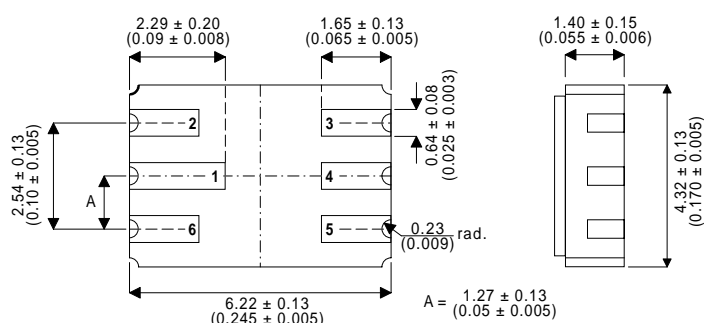 2.29 ± 0.20
(0.09 ± 0.008)
1.65 ± 0.13
(0.065 ± 0.005)
1.40 ± 0.15
(0.055 ± 0.006)
2
3
0.64 ± 0.08
(0.025 ± 0.003)
2.54 ± 0.13
(0.10 ± 0.005)
A
1
4
4.32 ± 0.13
(0.170 ± 0.005)
6
5
0.23
(0.009)
rad.
6.22 ± 0.13
(0.245 ± 0.005)
A = 1.27 ± 0.13
(0.05 ± 0.005)